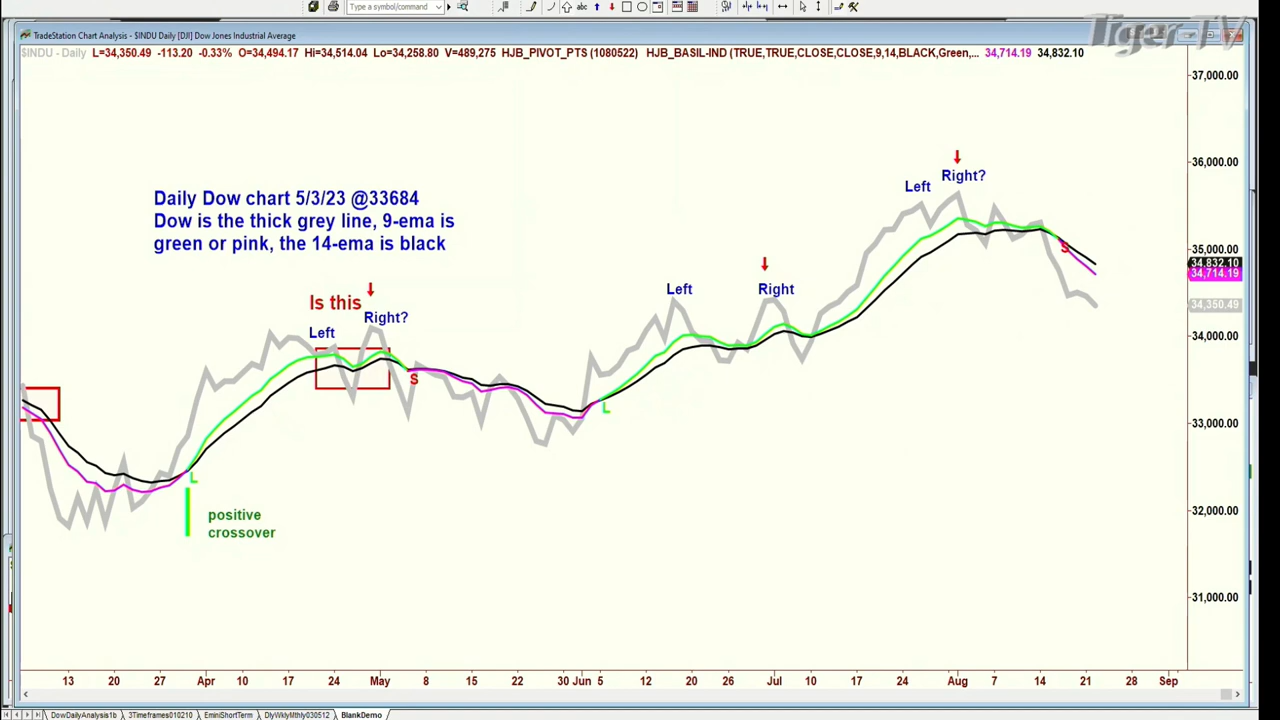 Type a symbol/command
abc
Tiger-TV
TradeStation Chart Analysis - $INDU Daily [DJI] Dow Jones Industrial Average
$INDU - Daily L=34,350.49 -113.20 -0.33% O=34,494.17 Hi=34,514.04 Lo=34,258.80 V=489,275 HJB_PIVOT_PTS (1080522) HJB_BASIL-IND (TRUE,TRUE,CLOSE,CLOSE,9,14,BLACK,Green,... 34,714.19 34,832.10
37,000.00
36,000.00
35,000.00
34,832.10
34,714.19
34,350.49
34,000.00
33,000.00
32,000.00
31,000.00
Daily Dow chart 5/3/23 @33684
Dow is the thick grey line, 9-ema is
green or pink, the 14-ema is black
Is this
Left
Right?
Left
Right
Left
Right?
S
L
S
L
positive
crossover
13 20 27 Apr 10 17 24 May 8 15 22 30 Jun 5 12 20 26 Jul 10 17 24 Aug 7 14 21 28 Sep
DowDailyAnalysis1b 3Timeframes010210 EminiShortTerm DlyWklyMthly030512 BlankDemo